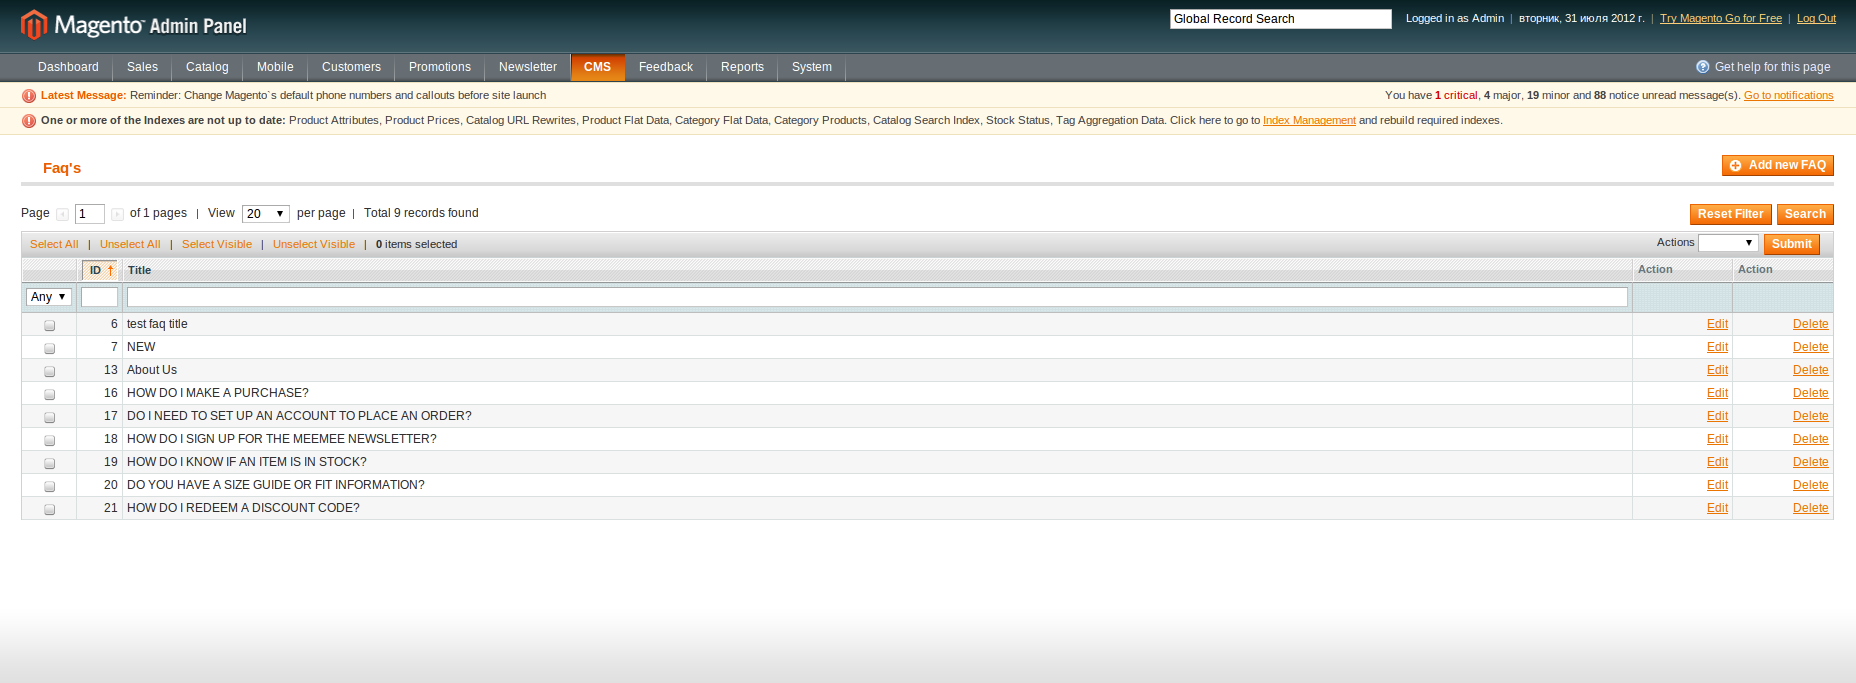 Magento Admin Panel
Global Record Search
Logged in as Admin | вторник, 31 июля 2012 г. | Try Magento Go for Free | Log Out
Dashboard Sales Catalog Mobile Customers Promotions Newsletter CMS Feedback Reports System Get help for this page
Latest Message: Reminder: Change Magento`s default phone numbers and callouts before site launch You have 1 critical, 4 major, 19 minor and 88 notice unread message(s). Go to notifications
One or more of the Indexes are not up to date: Product Attributes, Product Prices, Catalog URL Rewrites, Product Flat Data, Category Flat Data, Category Products, Catalog Search Index, Stock Status, Tag Aggregation Data. Click here to go to Index Management and rebuild required indexes.
Faq's Add new FAQ
Page 1 of 1 pages | View 20 per page | Total 9 records found Reset Filter Search
Select All | Unselect All | Select Visible | Unselect Visible | 0 items selected Actions Submit
ID Title Action Action
Any
6 test faq title Edit Delete
7 NEW Edit Delete
13 About Us Edit Delete
16 HOW DO I MAKE A PURCHASE? Edit Delete
17 DO I NEED TO SET UP AN ACCOUNT TO PLACE AN ORDER? Edit Delete
18 HOW DO I SIGN UP FOR THE MEEMEE NEWSLETTER? Edit Delete
19 HOW DO I KNOW IF AN ITEM IS IN STOCK? Edit Delete
20 DO YOU HAVE A SIZE GUIDE OR FIT INFORMATION? Edit Delete
21 HOW DO I REDEEM A DISCOUNT CODE? Edit Delete